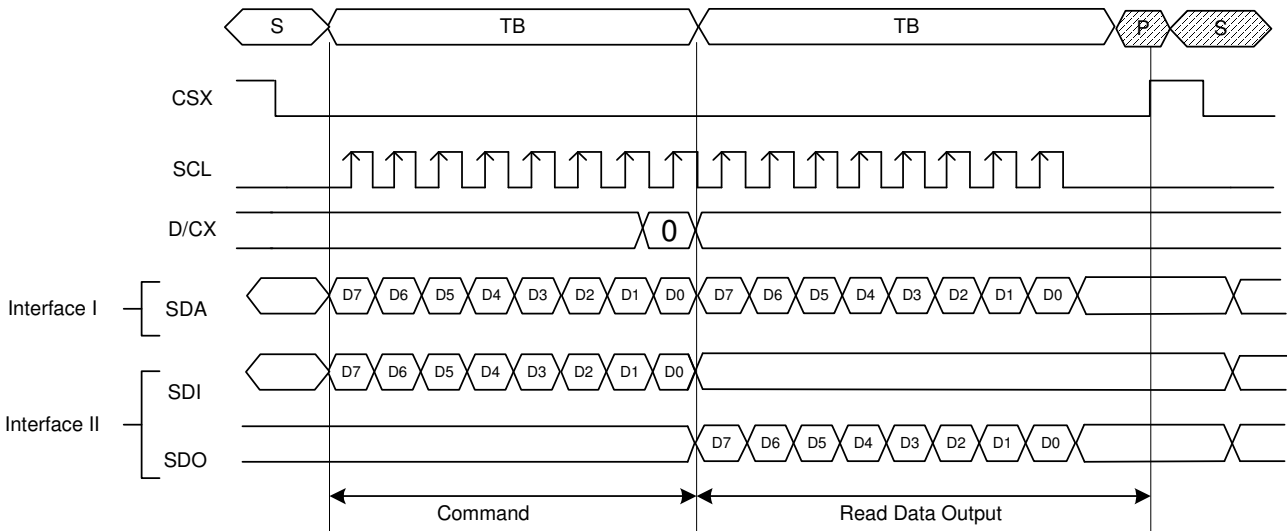 S TB TB P S
CSX
SCL
D/CX 0
Interface I SDA D7 D6 D5 D4 D3 D2 D1 D0 D7 D6 D5 D4 D3 D2 D1 D0
SDI D7 D6 D5 D4 D3 D2 D1 D0
Interface II
SDO D7 D6 D5 D4 D3 D2 D1 D0
Command Read Data Output